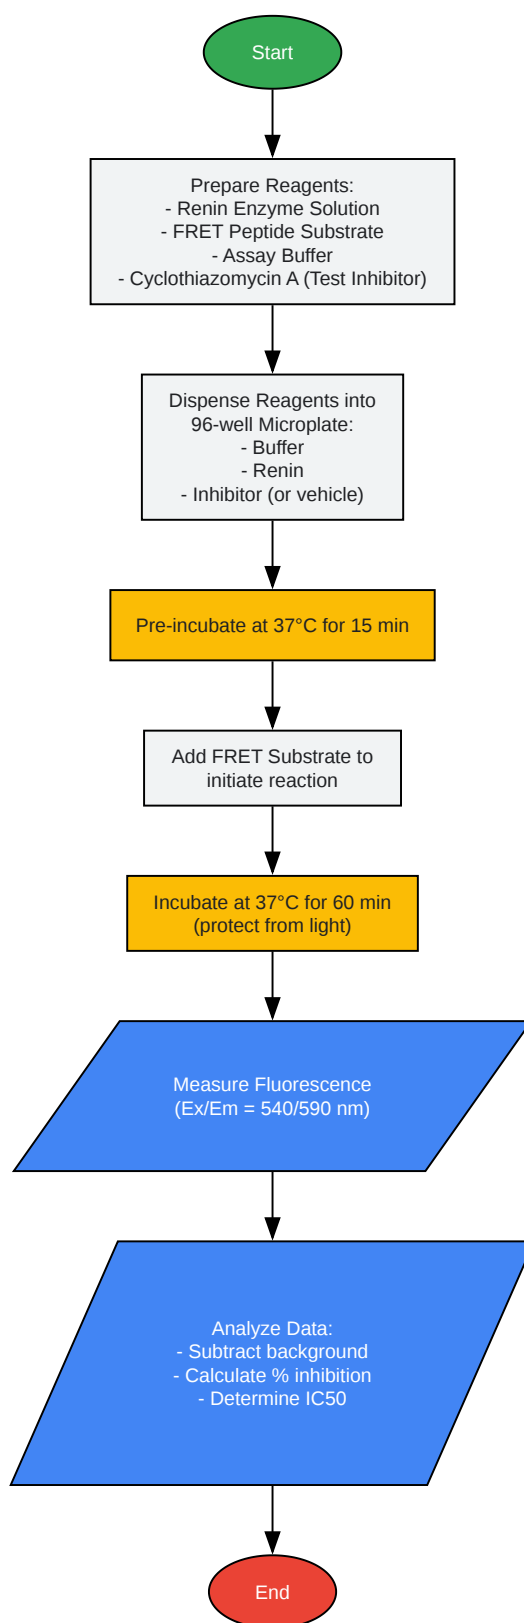 Start
Prepare Reagents:
- Renin Enzyme Solution
- FRET Peptide Substrate
- Assay Buffer
- Cyclothiazomycin A (Test Inhibitor)
Dispense Reagents into
96-well Microplate:
- Buffer
- Renin
- Inhibitor (or vehicle)
Pre-incubate at 37°C for 15 min
Add FRET Substrate to
initiate reaction
Incubate at 37°C for 60 min
(protect from light)
Measure Fluorescence
(Ex/Em = 540/590 nm)
Analyze Data:
- Subtract background
- Calculate % inhibition
- Determine IC50
End